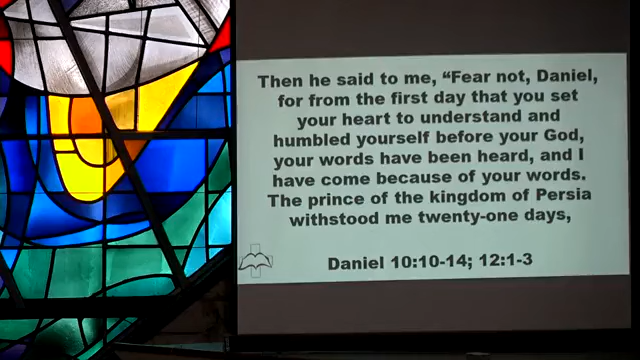 Then he said to me, “Fear not, Daniel,
for from the first day that you set
your heart to understand and
humbled yourself before your God,
your words have been heard, and I
have come because of your words.
The prince of the kingdom of Persia
withstood me twenty-one days,
Daniel 10:10-14; 12:1-3